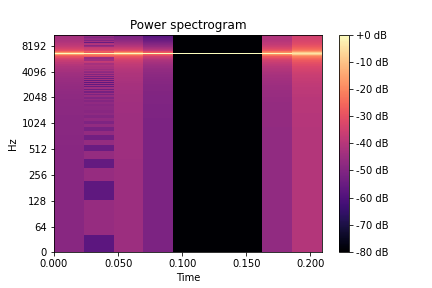 Power spectrogram
Hz
8192
4096
2048
1024
512
256
128
64
0
0.000 0.050 0.100 0.150 0.200
Time
+0 dB
-10 dB
-20 dB
-30 dB
-40 dB
-50 dB
-60 dB
-70 dB
-80 dB